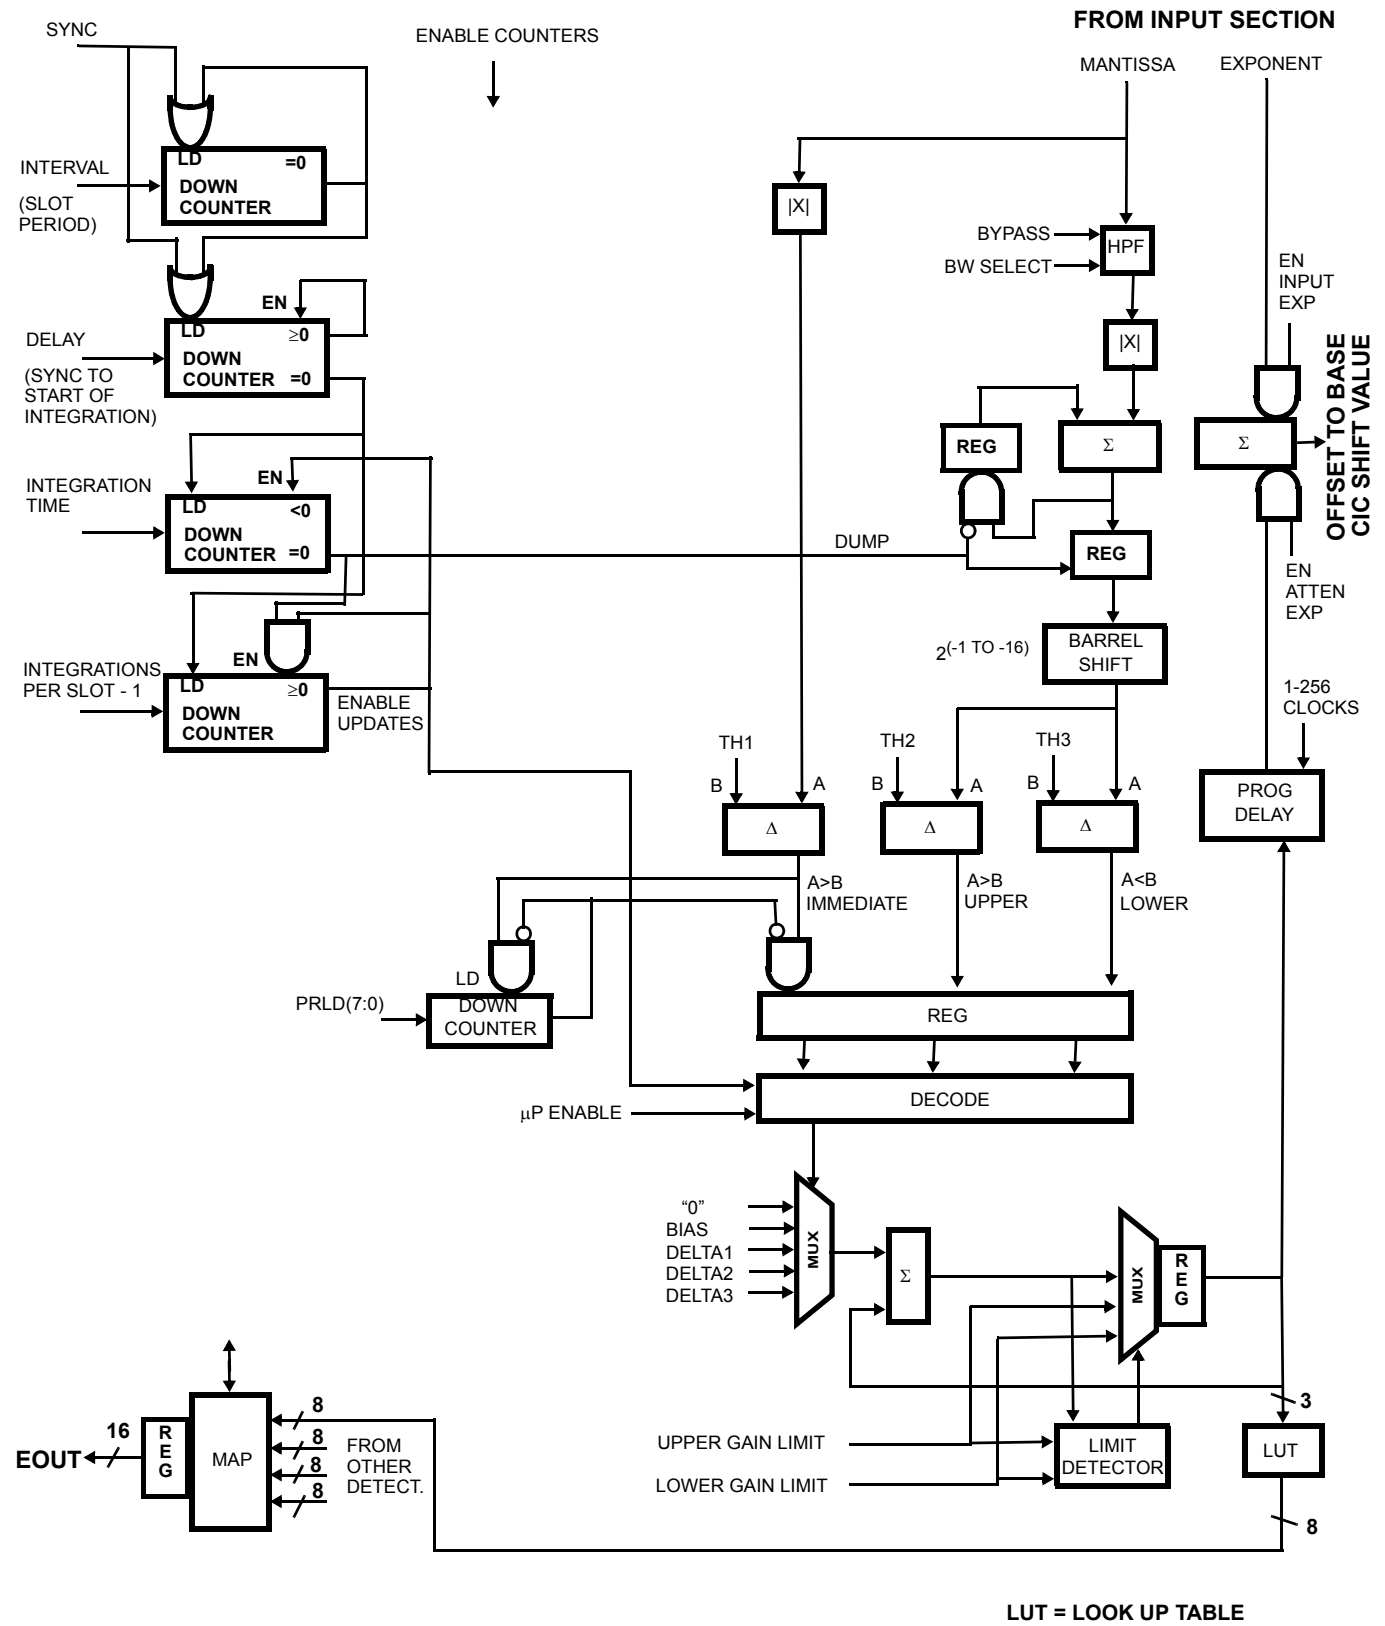 FROM INPUT SECTION
SYNC
ENABLE COUNTERS
MANTISSA
EXPONENT
LD =0
DOWN
COUNTER
INTERVAL
(SLOT
PERIOD)
|X|
BYPASS
BW SELECT
HPF
EN
INPUT
EXP
EN
LD ≥0
DOWN
COUNTER =0
DELAY
(SYNC TO
START OF
INTEGRATION)
|X|
OFFSET TO BASE
CIC SHIFT VALUE
REG
Σ
Σ
EN
LD <0
DOWN
COUNTER =0
INTEGRATION
TIME
DUMP
REG
EN
ATTEN
EXP
2(-1 TO -16)
BARREL
SHIFT
EN
LD ≥0
DOWN
COUNTER
INTEGRATIONS
PER SLOT - 1
ENABLE
UPDATES
1-256
CLOCKS
TH1
TH2
TH3
B A
B A
B A
Δ
Δ
Δ
PROG
DELAY
A>B
IMMEDIATE
A>B
UPPER
A<B
LOWER
LD
PRLD(7:0)
DOWN
COUNTER
REG
DECODE
μP ENABLE
“0”
BIAS
DELTA1
DELTA2
DELTA3
MUX
Σ
MUX
REG
3
UPPER GAIN LIMIT
LOWER GAIN LIMIT
LIMIT
DETECTOR
LUT
8
EOUT
16
REG
MAP
8
8
8
8
FROM
OTHER
DETECT.
LUT = LOOK UP TABLE